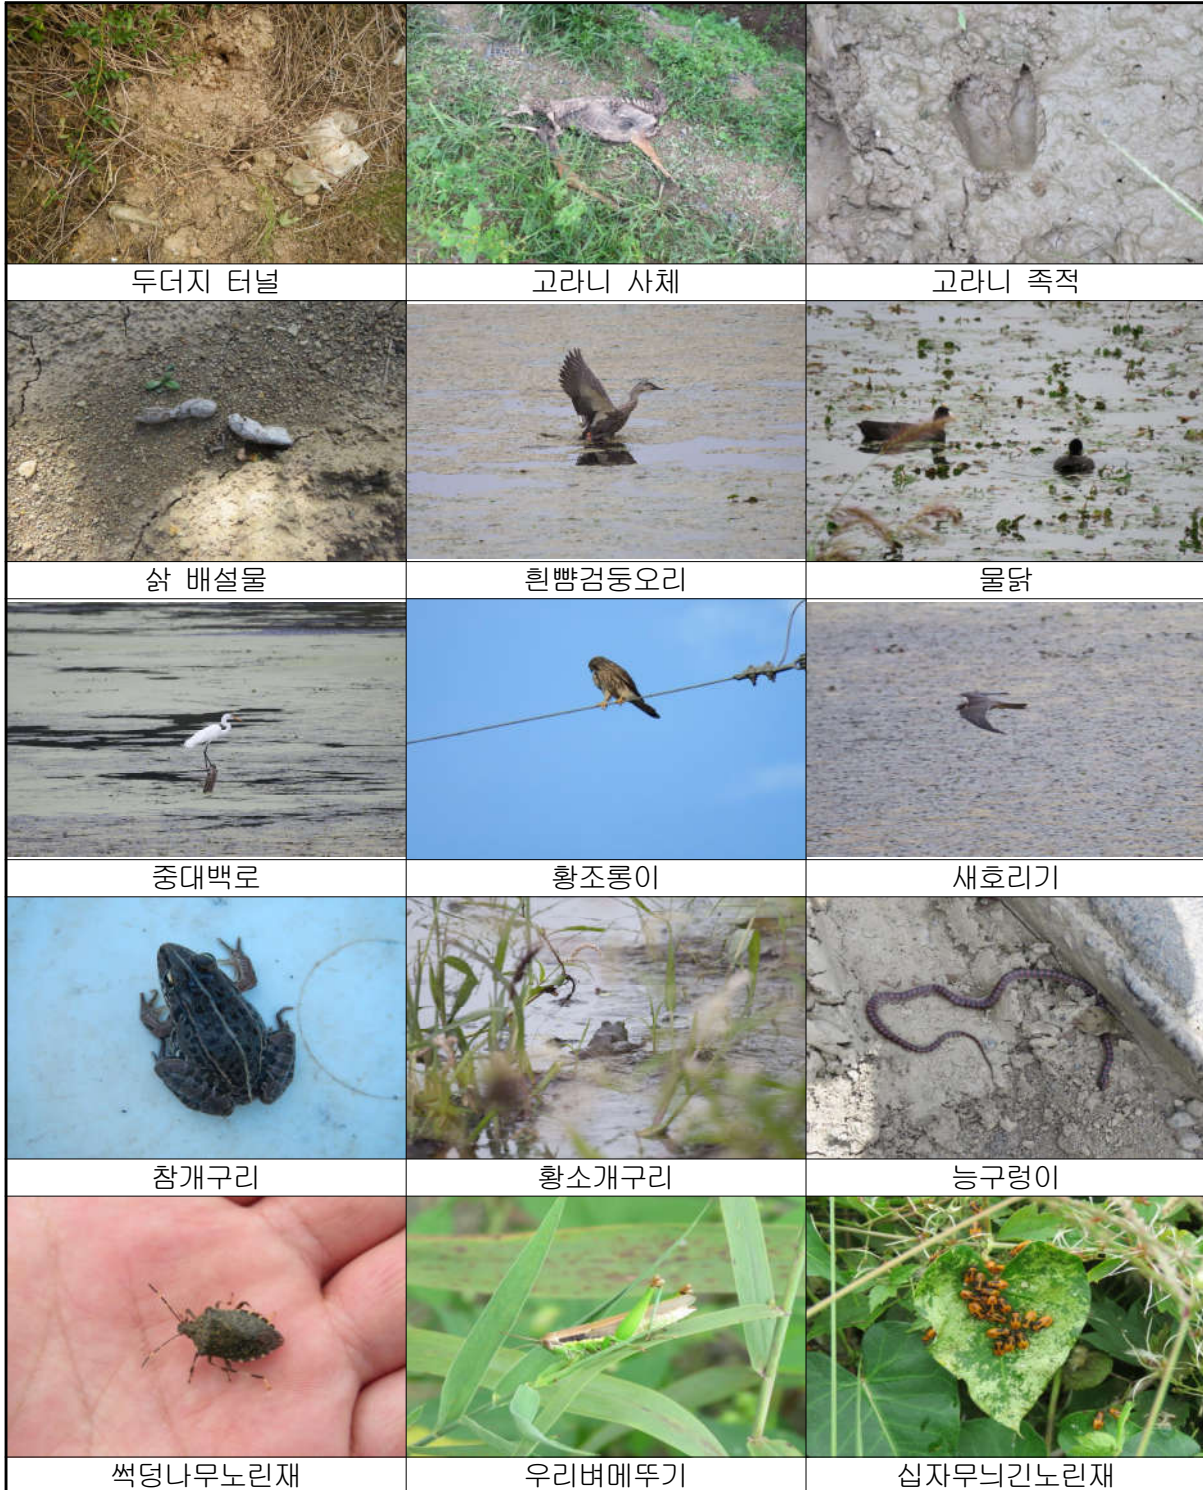 두더지 터널
고라니 사체
고라니 족적
삵 배설물
흰뺨검둥오리
물닭
중대백로
황조롱이
새호리기
참개구리
황소개구리
능구렁이
썩덩나무노린재
우리벼메뚜기
십자무늬긴노린재